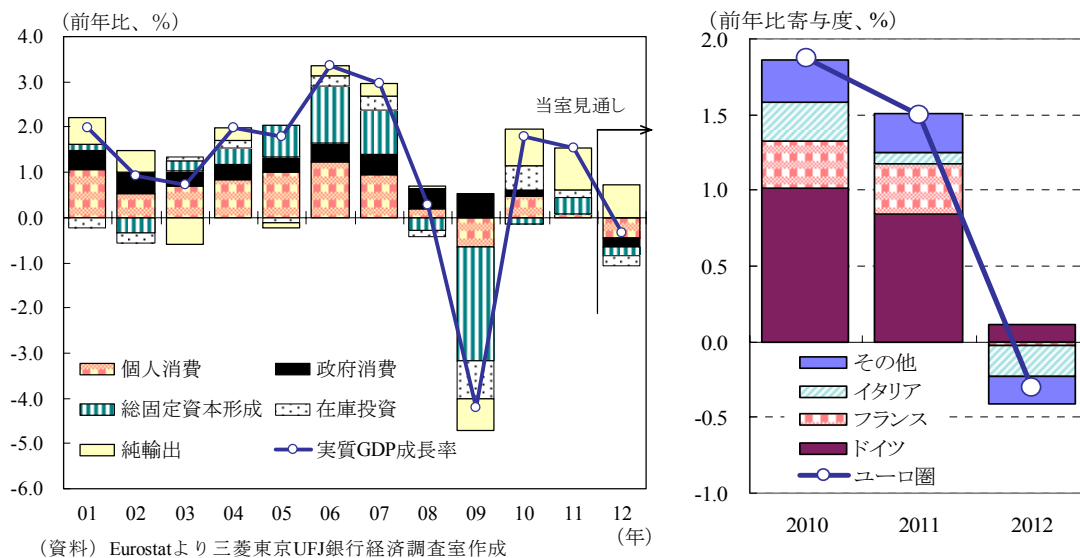 (前年比、%)
4.0
3.0
2.0
1.0
0.0
-1.0
-2.0
-3.0
-4.0
-5.0
-6.0
当室見通し
個人消費
政府消費
総固定資本形成
在庫投資
純輸出
実質GDP成長率
01 02 03 04 05 06 07 08 09 10 11 12
(年)
(資料) Eurostatより三菱東京UFJ銀行経済調査室作成
(前年比寄与度、%)
2.0
1.5
1.0
0.5
0.0
-0.5
-1.0
その他
イタリア
フランス
ドイツ
ユーロ圏
2010 2011 2012